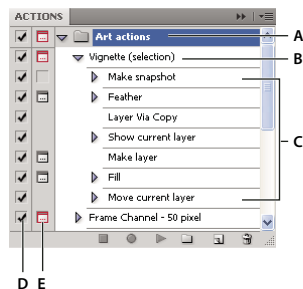 ACTIONS
Art actions
A
Vignette (selection)
B
Make snapshot
Feather
Layer Via Copy
C
Show current layer
Make layer
Fill
Move current layer
Frame Channel - 50 pixel
D E